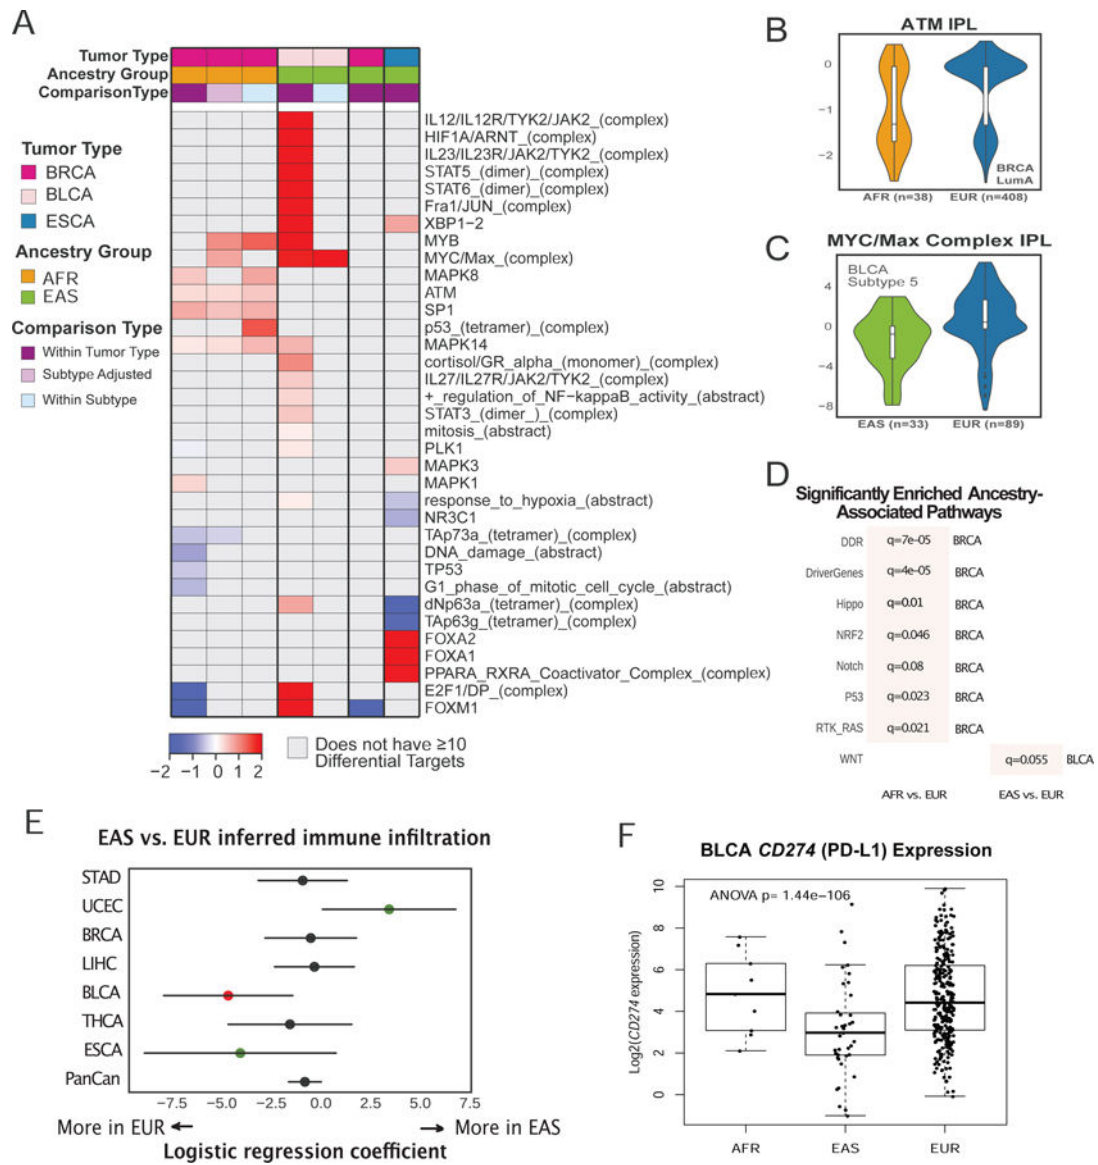 A
Tumor Type
Ancestry Group
ComparisonType
Tumor Type
BRCA
BLCA
ESCA
Ancestry Group
AFR
EAS
Comparison Type
Within Tumor Type
Subtype Adjusted
Within Subtype
IL12/IL12R/TYK2/JAK2_(complex)
HIF1A/ARNT_(complex)
IL23/IL23R/JAK2/TYK2_(complex)
STAT5_(dimer)_(complex)
STAT6_(dimer)_(complex)
Fra1/JUN_(complex)
XBP1-2
MYB
MYC/Max_(complex)
MAPK8
ATM
SP1
p53_(tetramer)_(complex)
MAPK14
cortisol/GR_alpha_(monomer)_(complex)
IL27/IL27R/JAK2/TYK2_(complex)
+_regulation_of_NF-kappaB_activity_(abstract)
STAT3_(dimer_)_(complex)
mitosis_(abstract)
PLK1
MAPK3
MAPK1
response_to_hypoxia_(abstract)
NR3C1
TAp73a_(tetramer)_(complex)
DNA_damage_(abstract)
TP53
G1_phase_of_mitotic_cell_cycle_(abstract)
dNp63a_(tetramer)_(complex)
TAp63g_(tetramer)_(complex)
FOXA2
FOXA1
PPARA_RXRA_Coactivator_Complex_(complex)
E2F1/DP_(complex)
FOXM1
−2 −1 0 1 2
Does not have ≥10
Differential Targets
B
ATM IPL
0
−1
−2
BRCA
LumA
AFR (n=38) EUR (n=408)
C
MYC/Max Complex IPL
BLCA
Subtype 5
4
0
−4
−8
EAS (n=33) EUR (n=89)
D
Significantly Enriched Ancestry-
Associated Pathways
DDR q=7e-05 BRCA
DriverGenes q=4e-05 BRCA
Hippo q=0.01 BRCA
NRF2 q=0.046 BRCA
Notch q=0.08 BRCA
P53 q=0.023 BRCA
RTK_RAS q=0.021 BRCA
WNT q=0.055 BLCA
AFR vs. EUR EAS vs. EUR
E
EAS vs. EUR inferred immune infiltration
STAD
UCEC
BRCA
LIHC
BLCA
THCA
ESCA
PanCan
−7.5 −5.0 −2.5 0.0 2.5 5.0 7.5
More in EUR More in EAS
Logistic regression coefficient
F
BLCA CD274 (PD-L1) Expression
ANOVA p= 1.44e−106
Log2(CD274 expression)
10
8
6
4
2
0
AFR EAS EUR